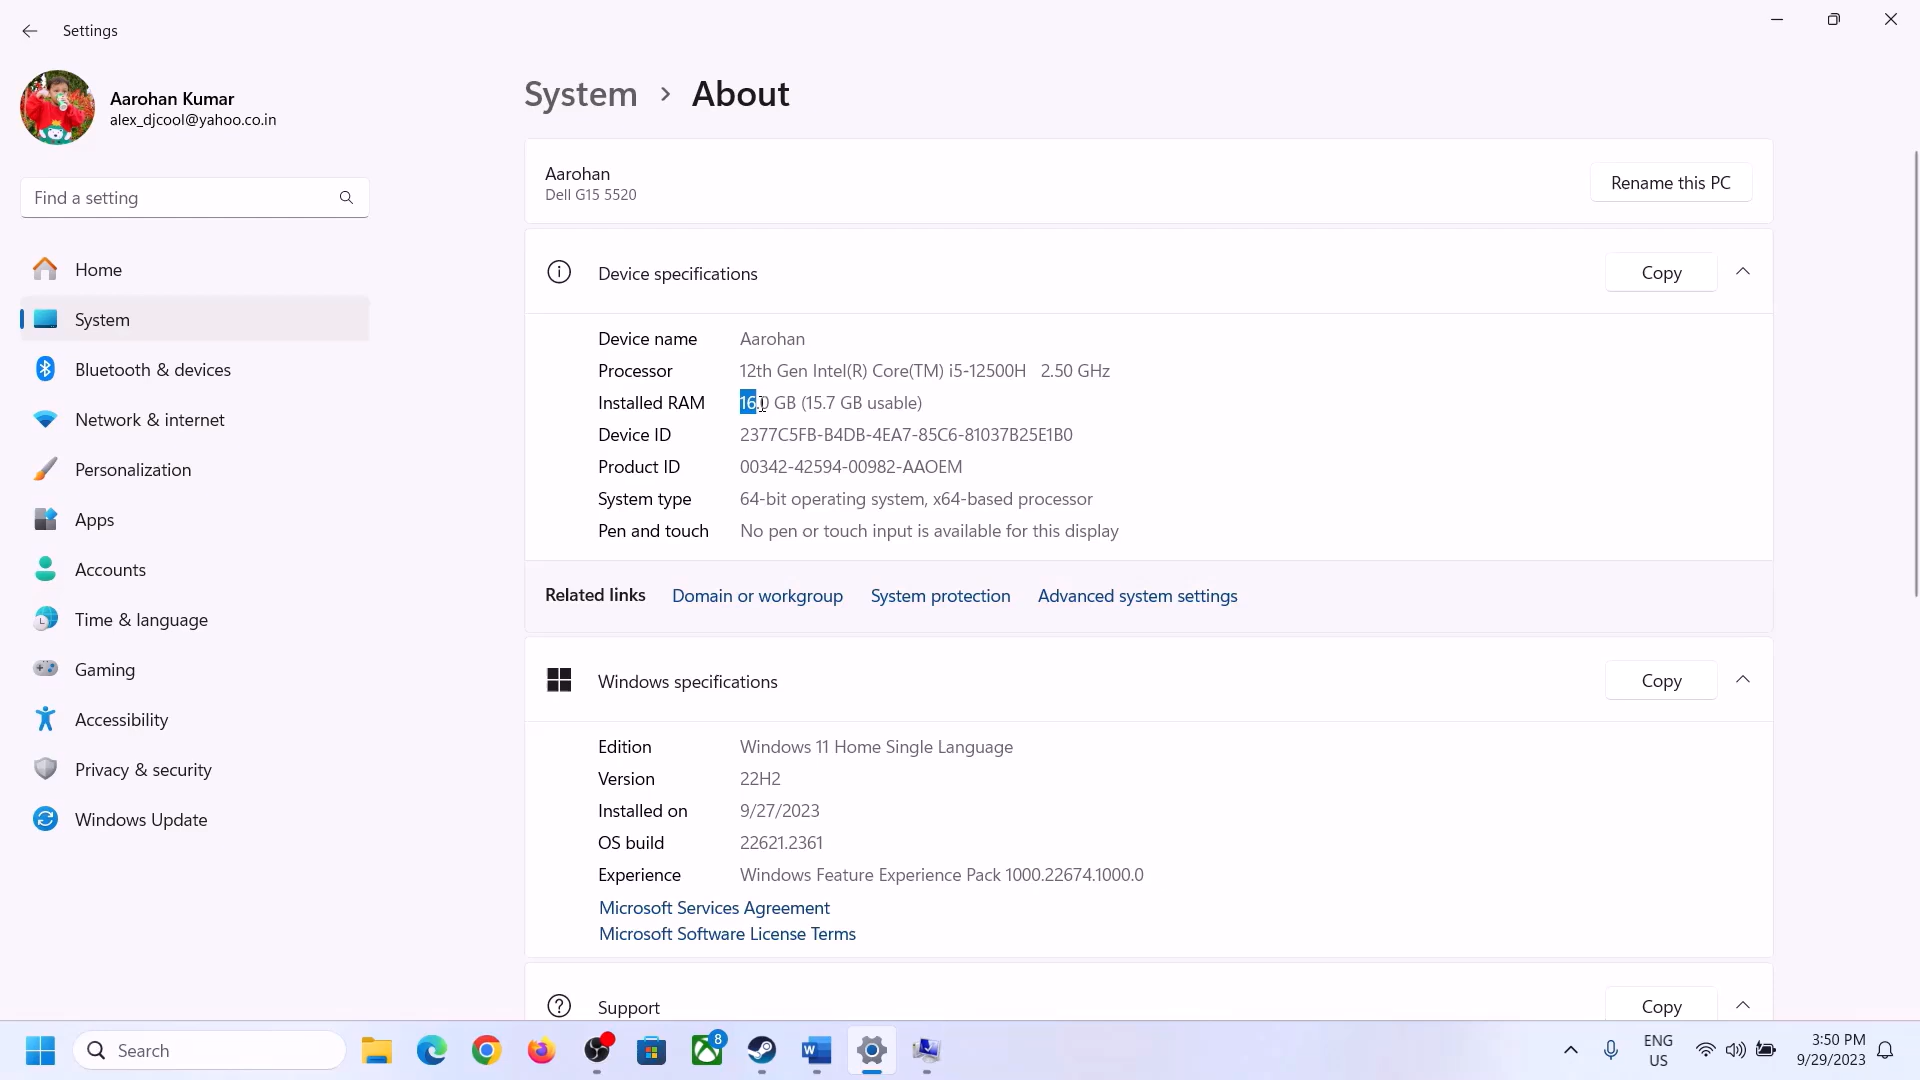 Settings
Aarohan Kumar
alex_djcool@yahoo.co.in
Find a setting
Home
System
Bluetooth & devices
Network & internet
Personalization
Apps
Accounts
Time & language
Gaming
Accessibility
Privacy & security
Windows Update
System > About
Aarohan
Dell G15 5520
Rename this PC
Device specifications
Copy
Device name Aarohan
Processor 12th Gen Intel(R) Core(TM) i5-12500H 2.50 GHz
Installed RAM 16.0 GB (15.7 GB usable)
Device ID 2377C5FB-B4DB-4EA7-85C6-81037B25E1B0
Product ID 00342-42594-00982-AAOEM
System type 64-bit operating system, x64-based processor
Pen and touch No pen or touch input is available for this display
Related links Domain or workgroup System protection Advanced system settings
Windows specifications
Copy
Edition Windows 11 Home Single Language
Version 22H2
Installed on 9/27/2023
OS build 22621.2361
Experience Windows Feature Experience Pack 1000.22674.1000.0
Microsoft Services Agreement
Microsoft Software License Terms
Support
Copy
Search
8
W
ENG
US
3:50 PM
9/29/2023